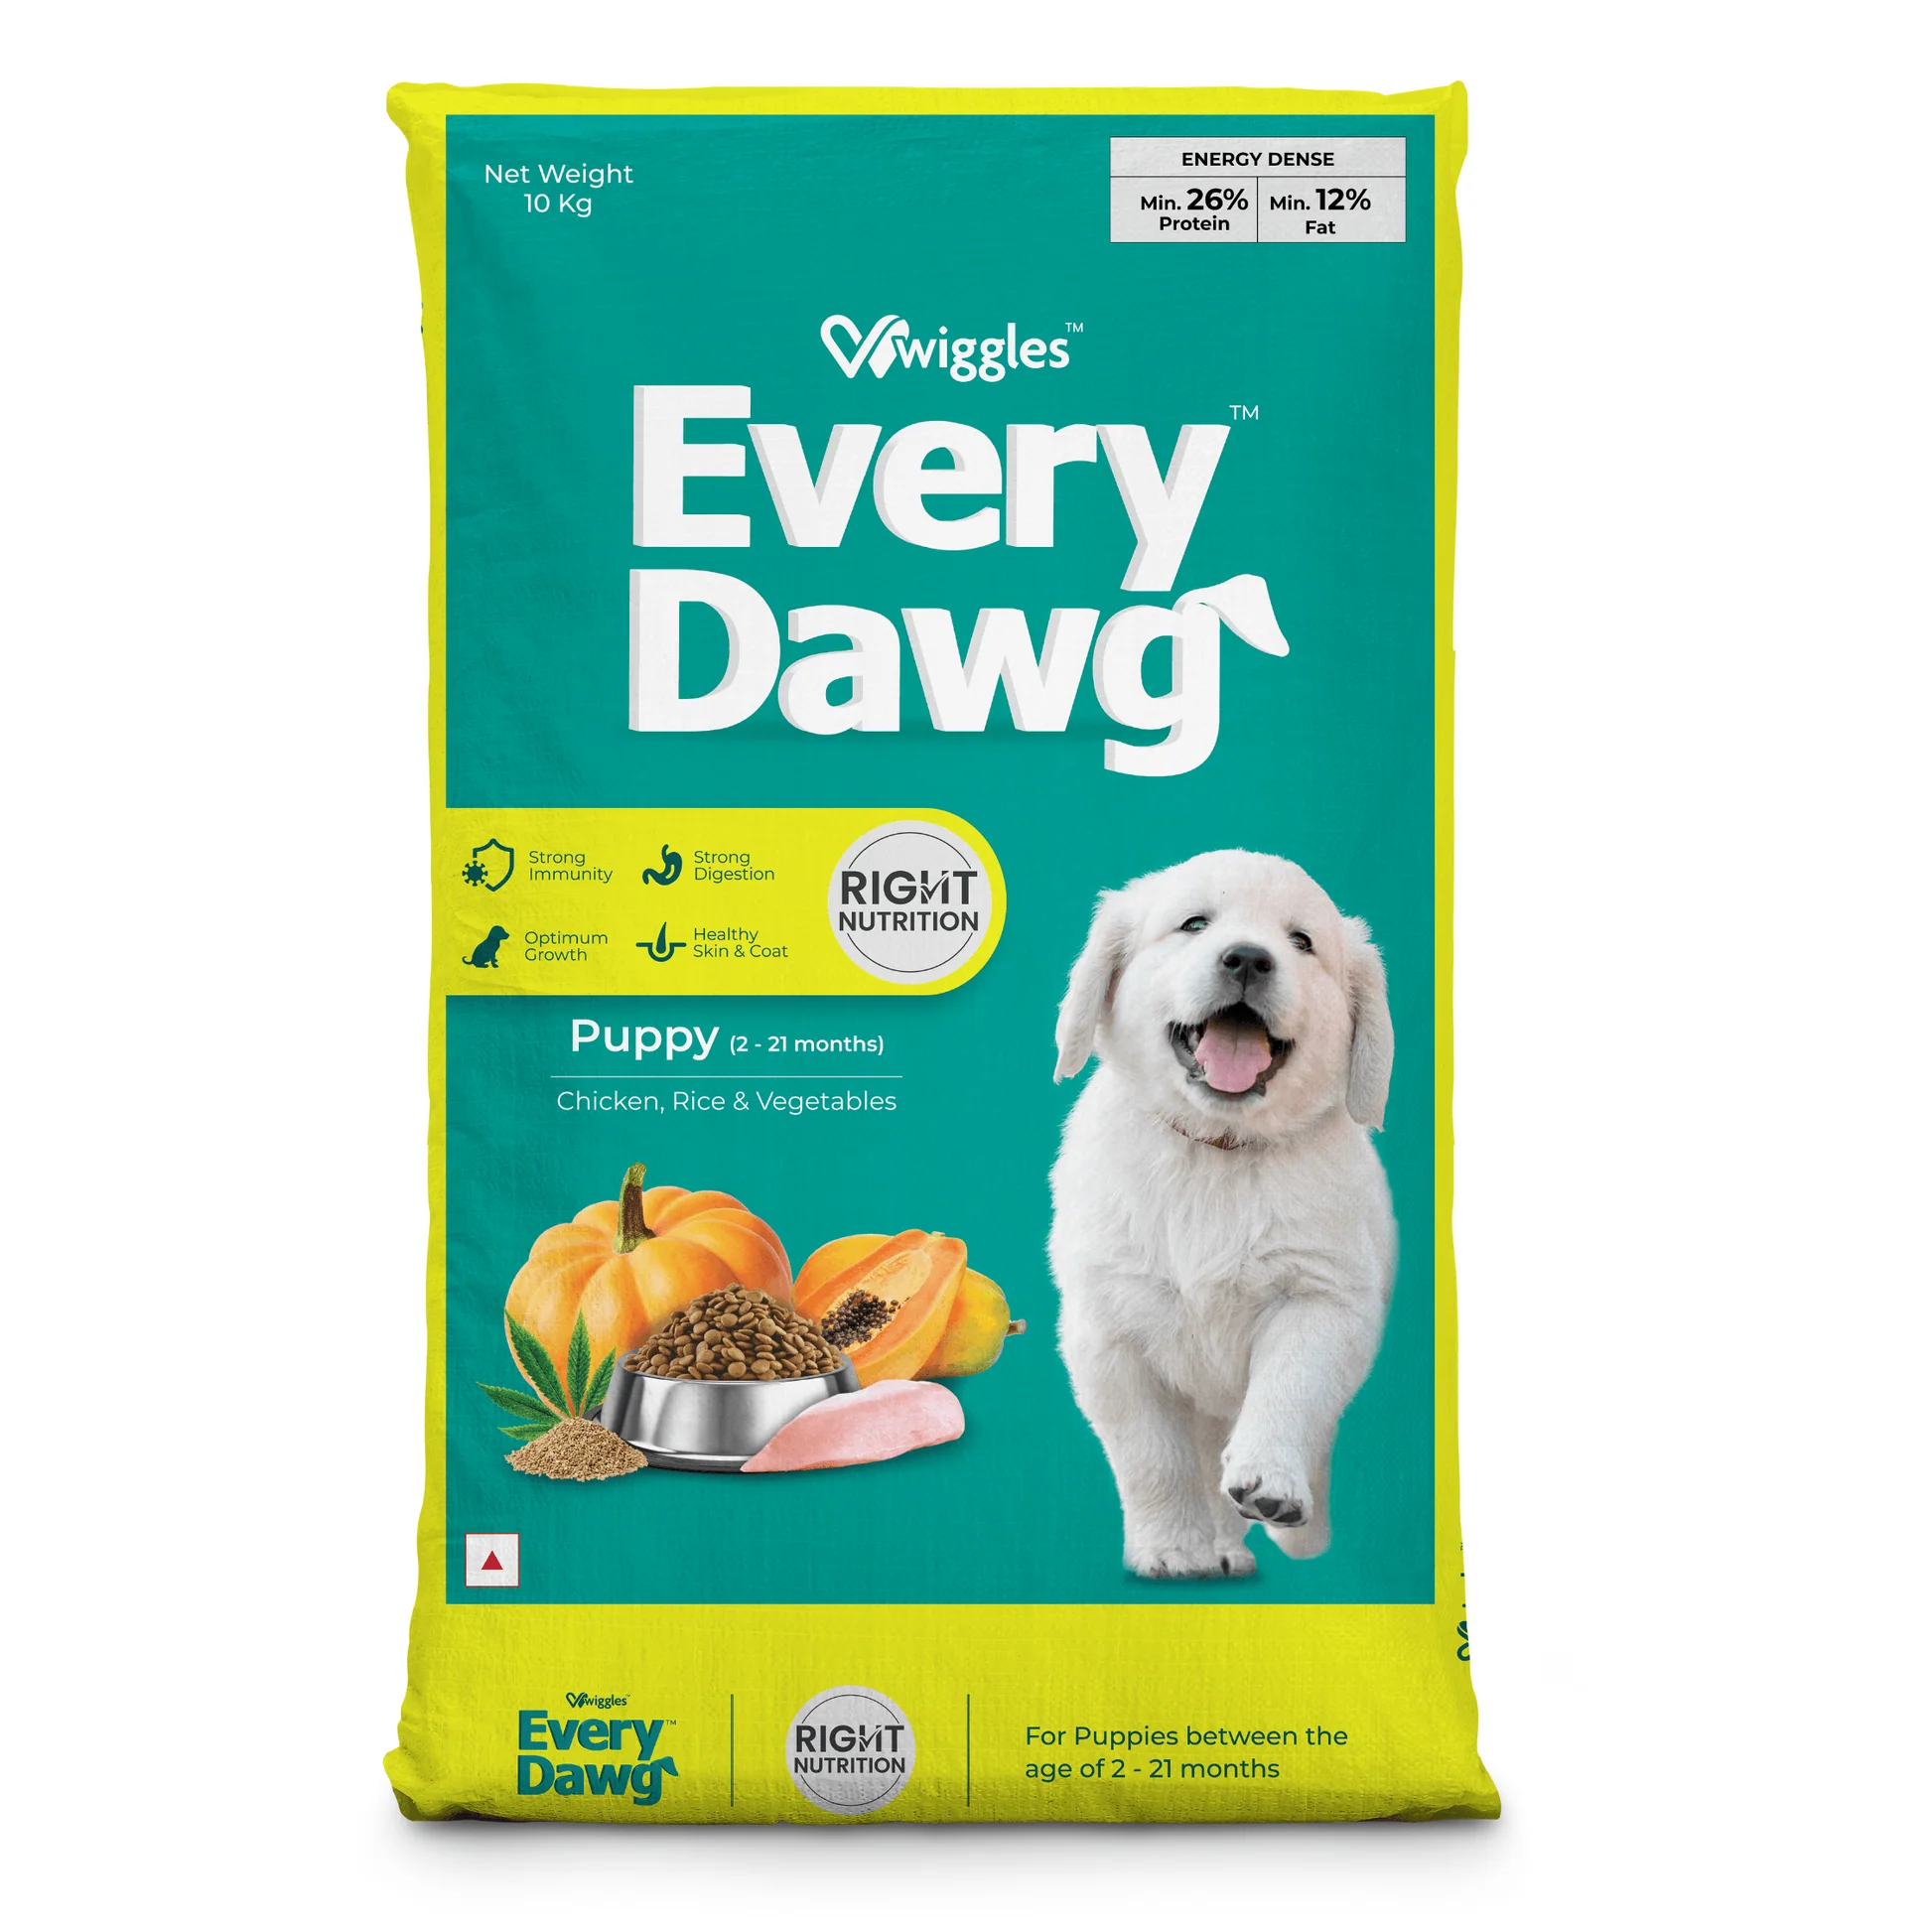 Net Weight
10 Kg
ENERGY DENSE
Min. 26%
Protein
Min. 12%
Fat
wiggles™
Every™
Dawg
Strong
Immunity
Strong
Digestion
Optimum
Growth
Healthy
Skin & Coat
RIGHT
NUTRITION
Puppy (2 - 21 months)
Chicken, Rice & Vegetables
wiggles™
Every™
Dawg
RIGHT
NUTRITION
For Puppies between the
age of 2 - 21 months